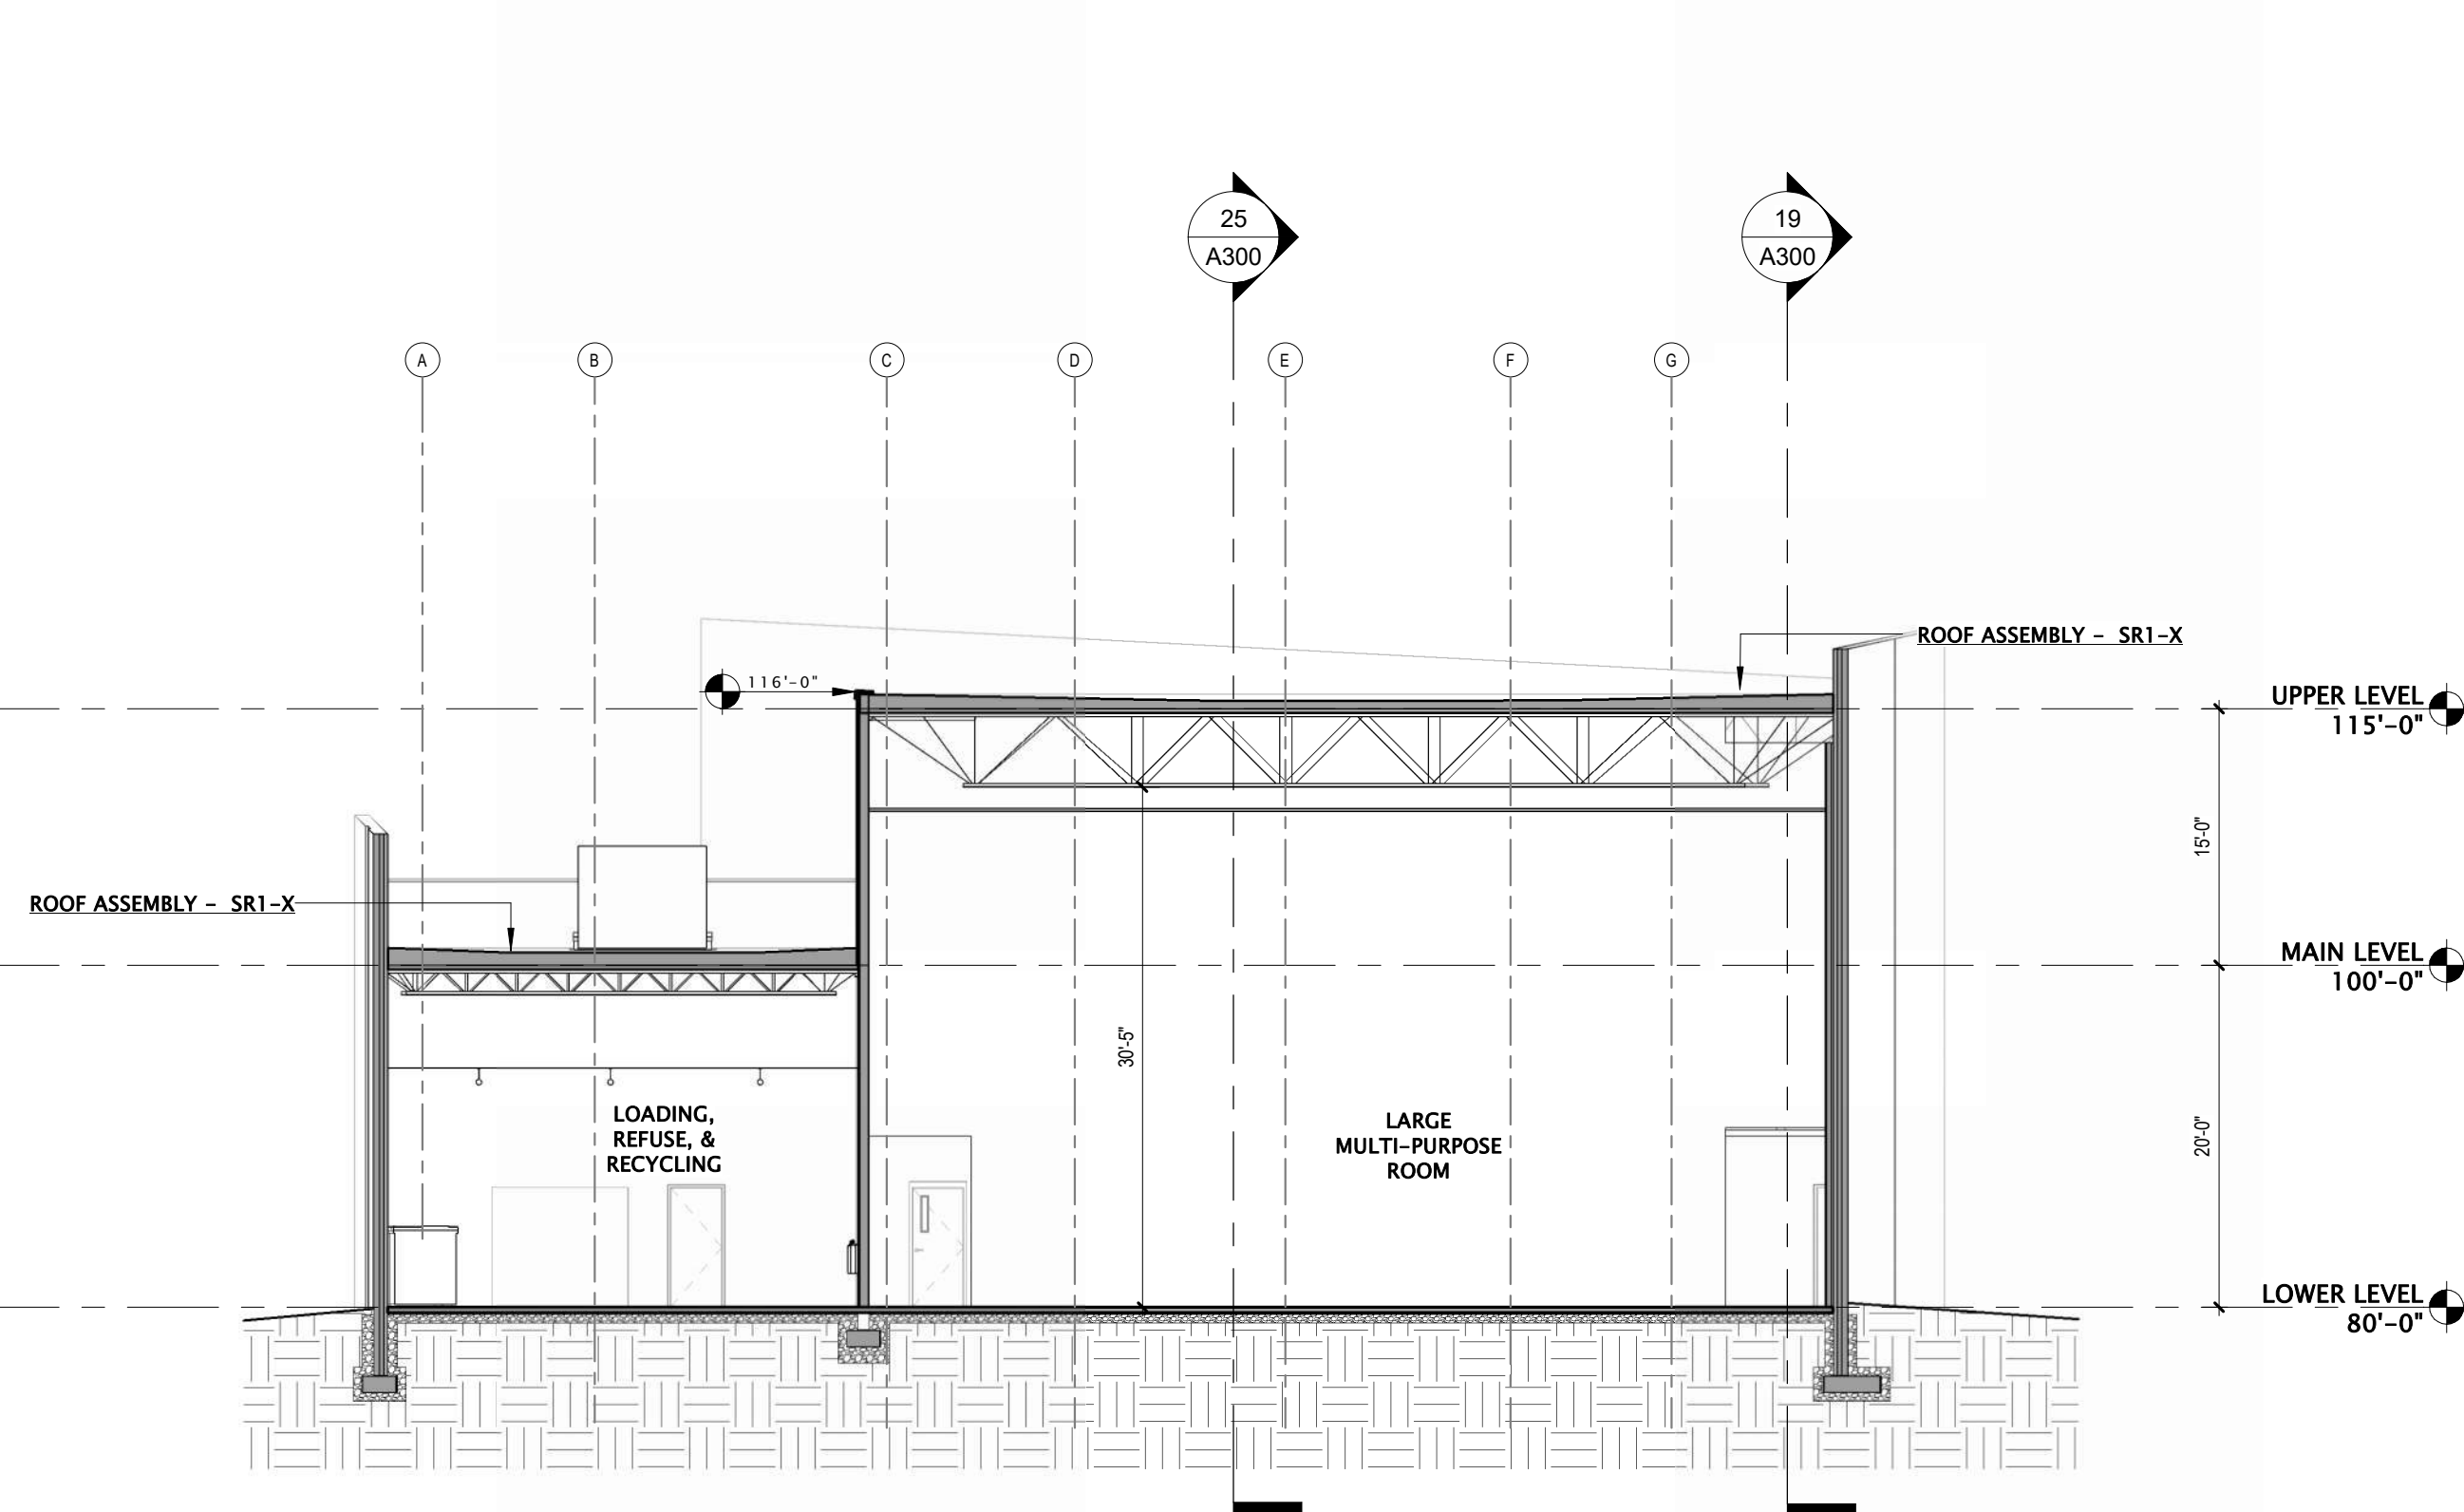 25
A300
19
A300
A
B
C
D
E
F
G
ROOF ASSEMBLY - SR1-X
116'-0"
UPPER LEVEL
115'-0"
15'-0"
ROOF ASSEMBLY - SR1-X
MAIN LEVEL
100'-0"
30'-5"
LOADING,
REFUSE, &
RECYCLING
LARGE
MULTI-PURPOSE
ROOM
20'-0"
LOWER LEVEL
80'-0"